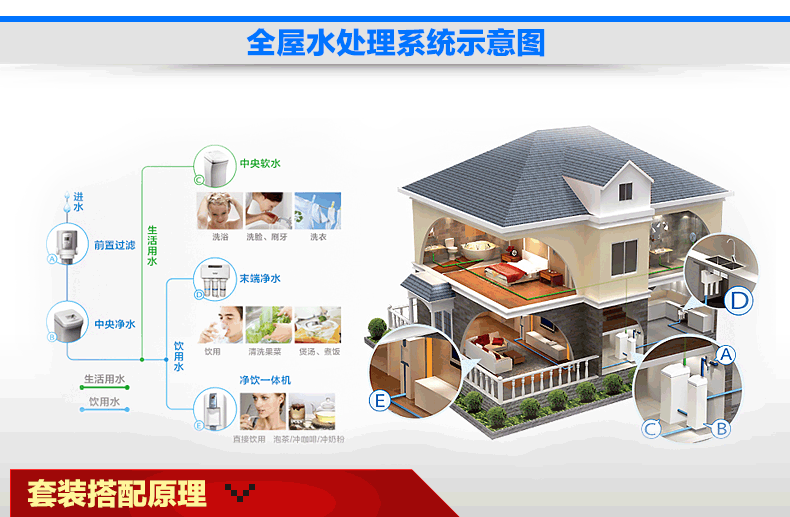 全屋水处理系统示意图
进水
前置过滤
A
中央净水
B
生活用水
饮用水
中央软水
C
洗浴
洗脸、刷牙
洗衣
末端净水
D
饮用
清洗果菜
煲汤、煮饭
净饮一体机
E
直接饮用
泡茶/冲咖啡/冲奶粉
生活用水
饮用水
D
E
A
B
C
套装搭配原理